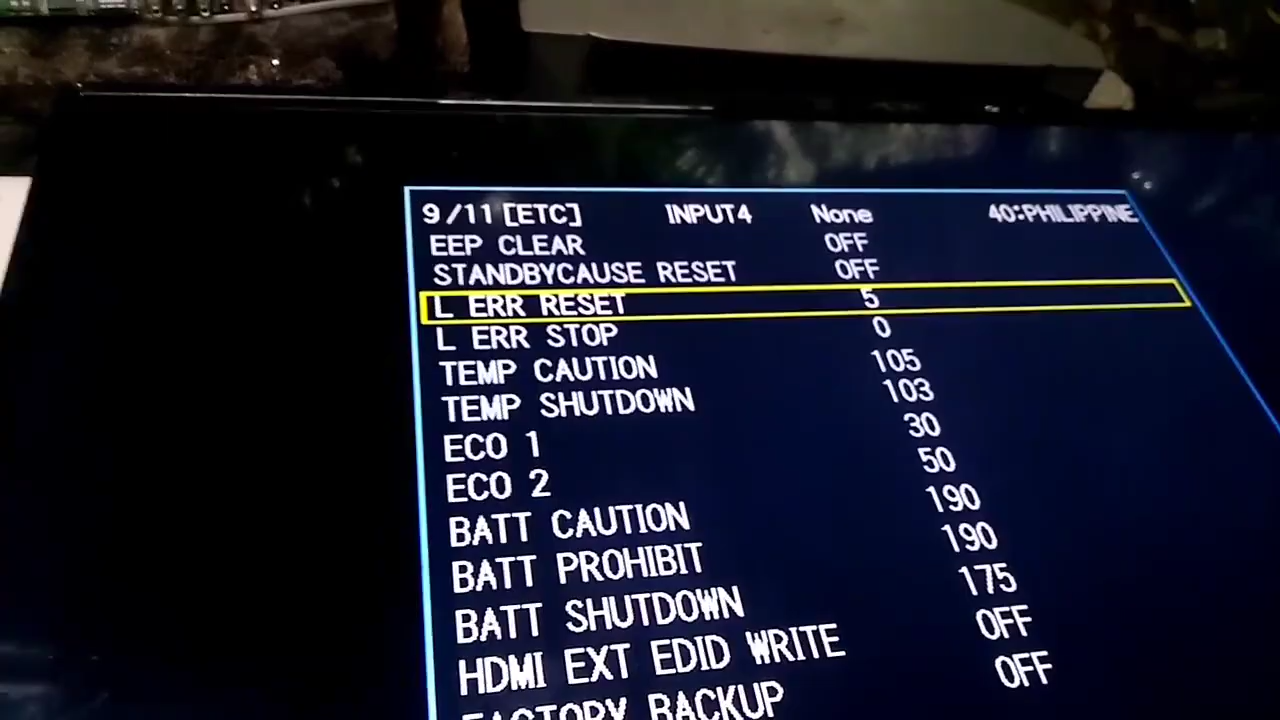 9/11[ETC] INPUT4 None 40:PHILIPPINE
EEP CLEAR OFF
STANDBYCAUSE RESET OFF
L ERR RESET 5
L ERR STOP 0
TEMP CAUTION 105
TEMP SHUTDOWN 103
ECO 1 30
ECO 2 50
BATT CAUTION 190
BATT PROHIBIT 190
BATT SHUTDOWN 175
HDMI EXT EDID WRITE OFF
FACTORY BACKUP OFF